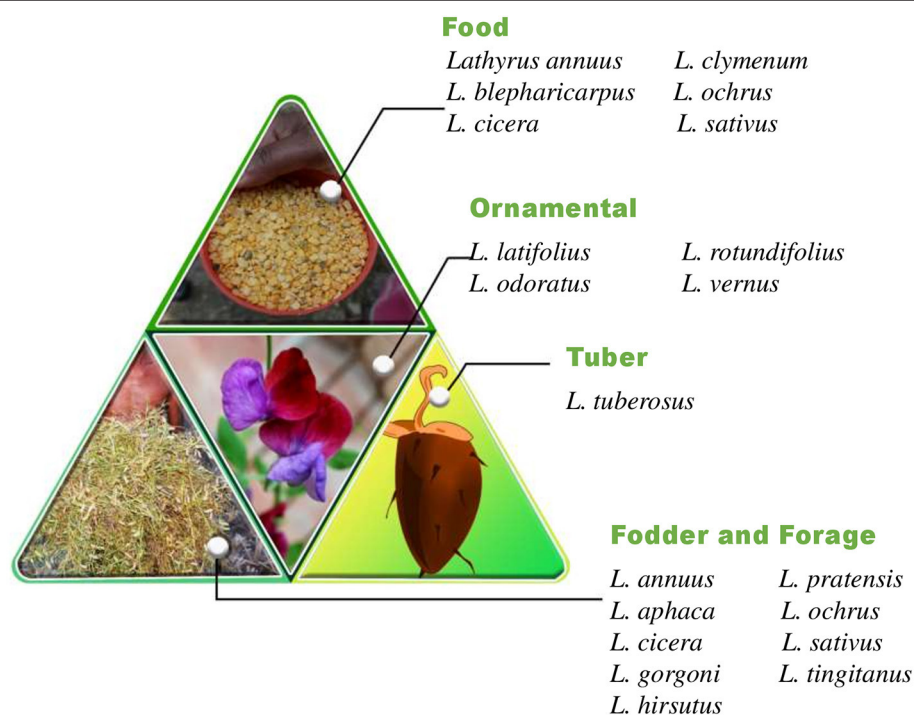 Food
Lathyrus annuus L. clymenum
L. blepharicarpus L. ochrus
L. cicera L. sativus
Ornamental
L. latifolius L. rotundifolius
L. odoratus L. vernus
Tuber
L. tuberosus
Fodder and Forage
L. annuus L. pratensis
L. aphaca L. ochrus
L. cicera L. sativus
L. gorgoni L. tingitanus
L. hirsutus